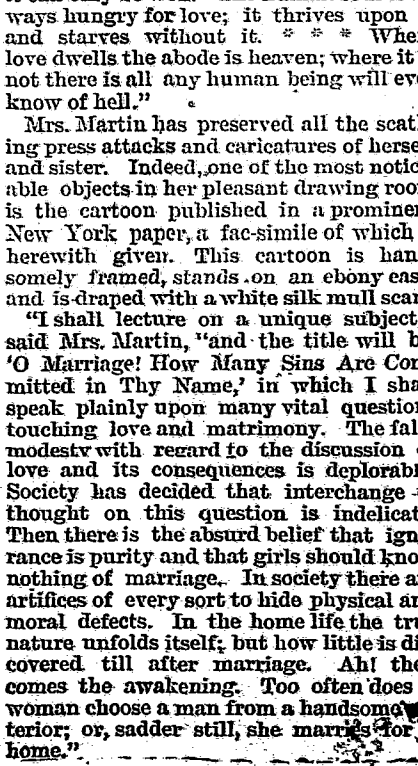 ways hungry for love; it thrives upon
and starves without it. * * * Whe
love dwells the abode is heaven; where it
not there is all any human being will ev
know of hell."
Mrs. Martin has preserved all the scat
ing press attacks and caricatures of herse
and sister. Indeed, one of the most notic
able objects in her pleasant drawing roo
is the cartoon published in a prominen
New York paper, a fac-simile of which
herewith given. This cartoon is han
somely framed, stands on an ebony eas
and is draped with a white silk mull scar
"I shall lecture on a unique subject
said Mrs. Martin, "and the title will b
'O Marriage! How Many Sins Are Com
mitted in Thy Name,' in which I sha
speak plainly upon many vital question
touching love and matrimony. The fal
modesty with regard to the discussion
love and its consequences is deplorabl
Society has decided that interchange
thought on this question is indelicat
Then there is the absurd belief that ign
rance is purity and that girls should kno
nothing of marriage. In society there a
artifices of every sort to hide physical an
moral defects. In the home life the tru
nature unfolds itself; but how little is di
covered till after marriage. Ah! the
comes the awakening. Too often does
woman choose a man from a handsome
terior; or, sadder still, she marries for
home."